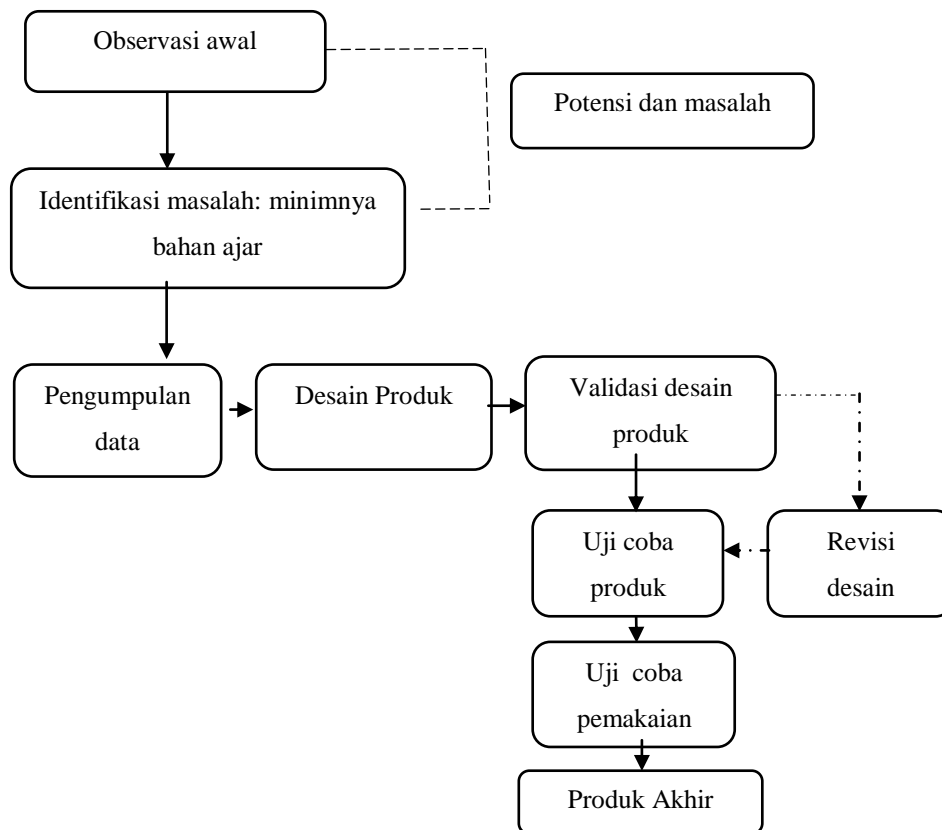 Observasi awal
Potensi dan masalah
Identifikasi masalah: minimnya
bahan ajar
Pengumpulan
data
Desain Produk
Validasi desain
produk
Uji coba
produk
Revisi
desain
Uji coba
pemakaian
Produk Akhir